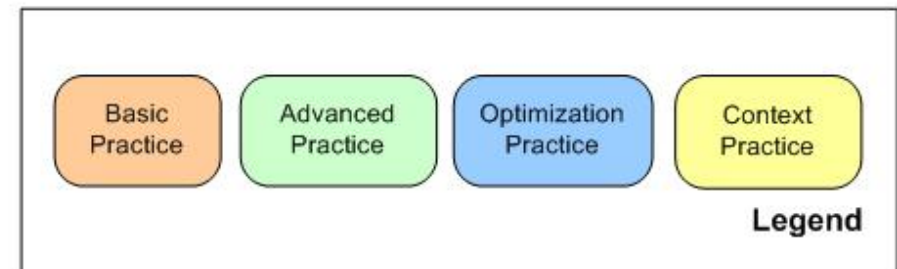 Basic
Practice
Advanced
Practice
Optimization
Practice
Context
Practice
Legend